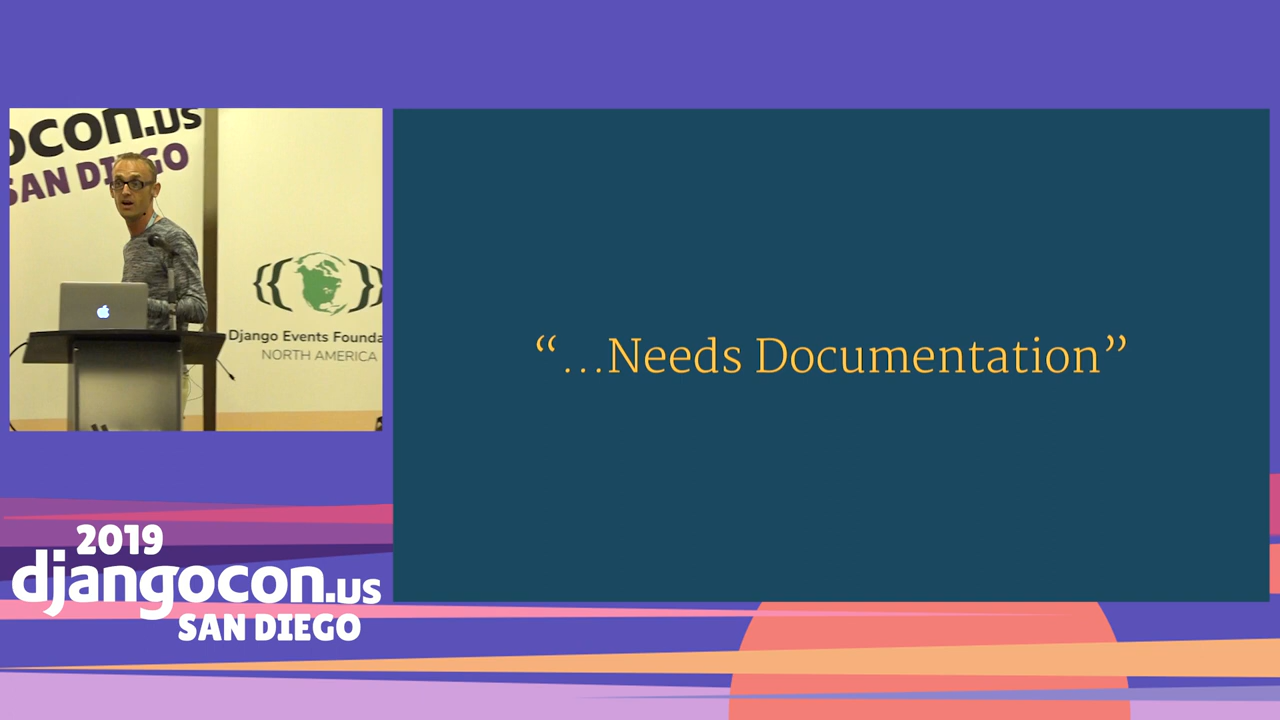 ocon.us
SAN DIEGO
Django Events Founda
NORTH AMERICA
“…Needs Documentation”
2019
djangocon.us
SAN DIEGO